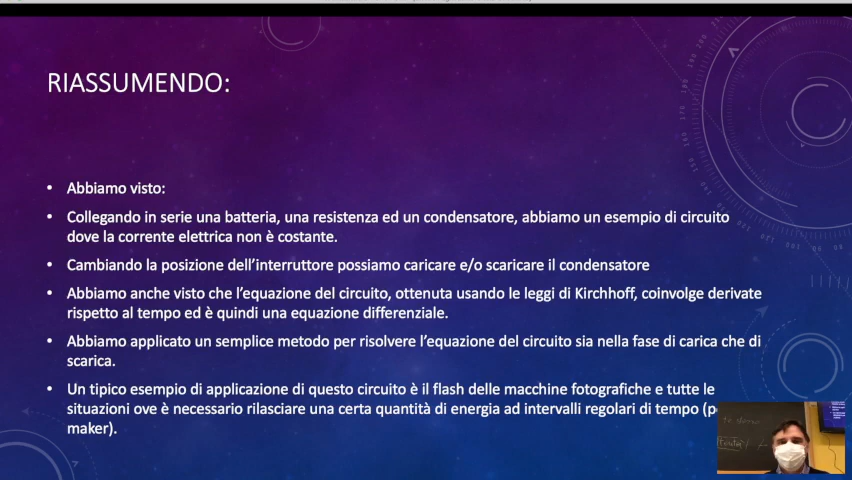 RIASSUMENDO:
• Abbiamo visto:
• Collegando in serie una batteria, una resistenza ed un condensatore, abbiamo un esempio di circuito
dove la corrente elettrica non è costante.
• Cambiando la posizione dell'interruttore possiamo caricare e/o scaricare il condensatore
• Abbiamo anche visto che l'equazione del circuito, ottenuta usando le leggi di Kirchhoff, coinvolge derivate
rispetto al tempo ed è quindi una equazione differenziale.
• Abbiamo applicato un semplice metodo per risolvere l'equazione del circuito sia nella fase di carica che di
scarica.
• Un tipico esempio di applicazione di questo circuito è il flash delle macchine fotografiche e tutte le
situazioni ove è necessario rilasciare una certa quantità di energia ad intervalli regolari di tempo
maker).